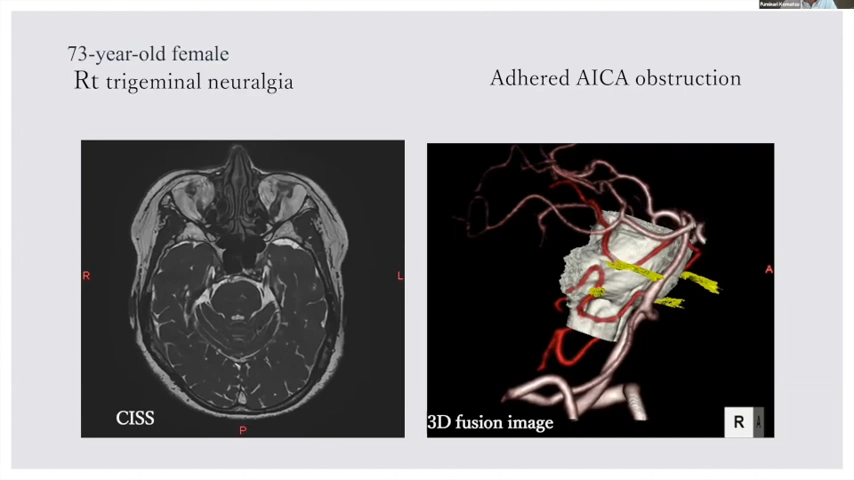 73-year-old female
Rt trigeminal neuralgia
Adhered AICA obstruction
R
L
CISS
P
A
3D fusion image
R